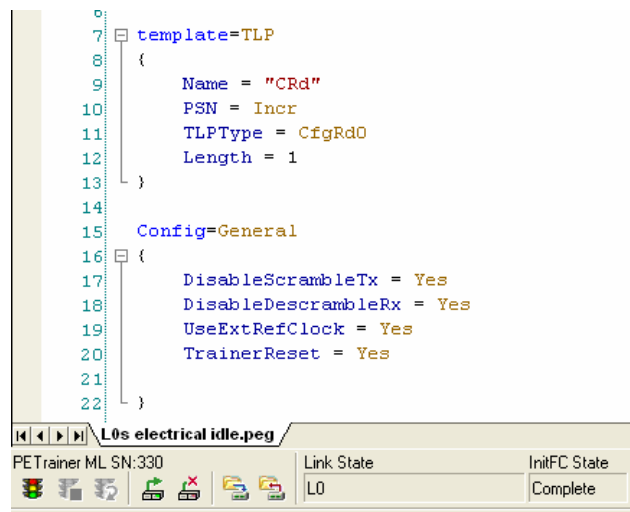 6
7 template=TLP
8 {
9 Name = "CRd"
10 PSN = Incr
11 TLPType = CfgRd0
12 Length = 1
13 }
14
15 Config=General
16 {
17 DisableScrambleTx = Yes
18 DisableDescrambleRx = Yes
19 UseExtRefClock = Yes
20 TrainerReset = Yes
21
22 }
L0s electrical idle.peg
PETrainer ML SN:330 Link State InitFC State
L0 Complete